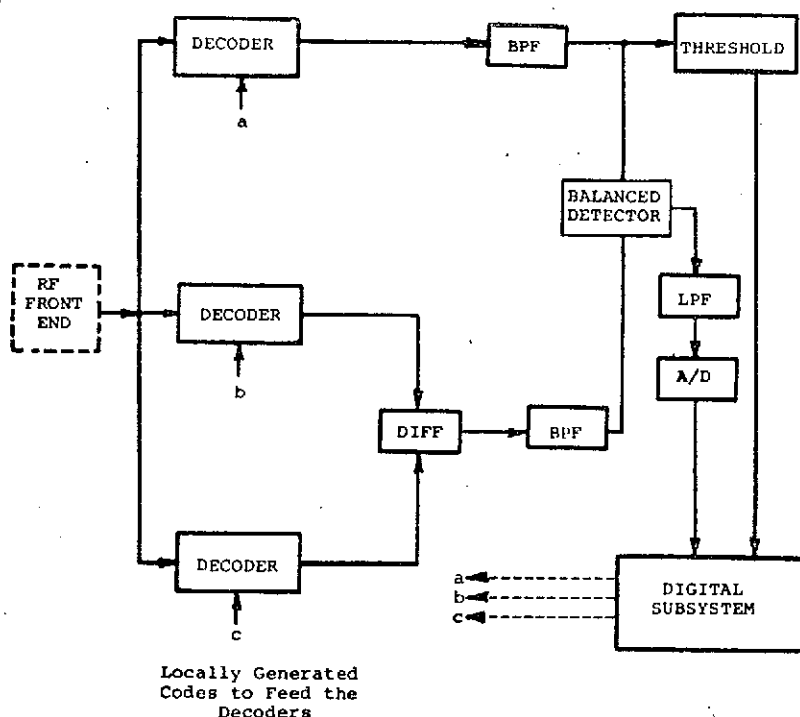 DECODER
a
BPF
THRESHOLD
BALANCED
DETECTOR
RF
FRONT
END
DECODER
b
LPF
A/D
DIFF
BPF
DECODER
c
a
b
c
DIGITAL
SUBSYSTEM
Locally Generated
Codes to Feed the
Decoders